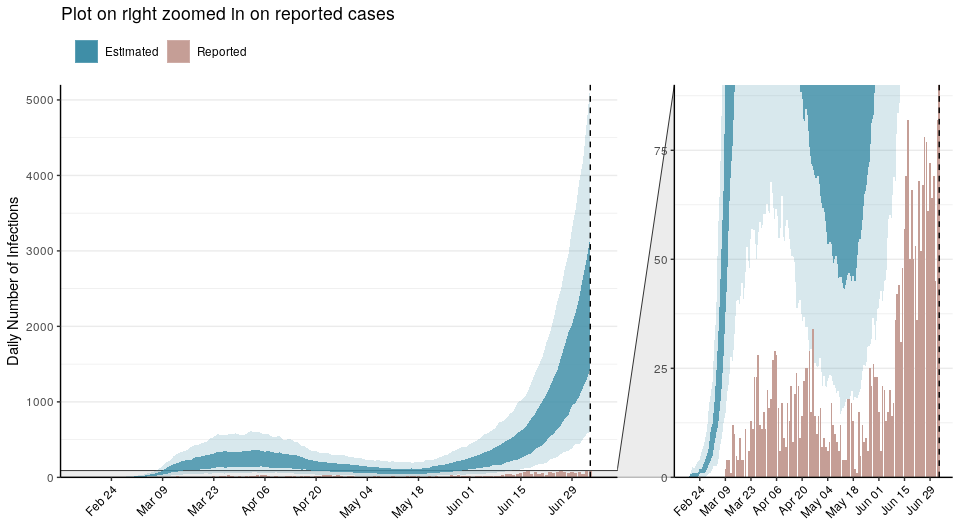 Plot on right zoomed in on reported cases
Estimated Reported
Daily Number of Infections
5000
4000
3000
2000
1000
0
Feb 24 Mar 09 Mar 23 Apr 06 Apr 20 May 04 May 18 Jun 01 Jun 15 Jun 29
75
50
25
0
Feb 24 Mar 09 Mar 23 Apr 06 Apr 20 May 04 May 18 Jun 01 Jun 15 Jun 29